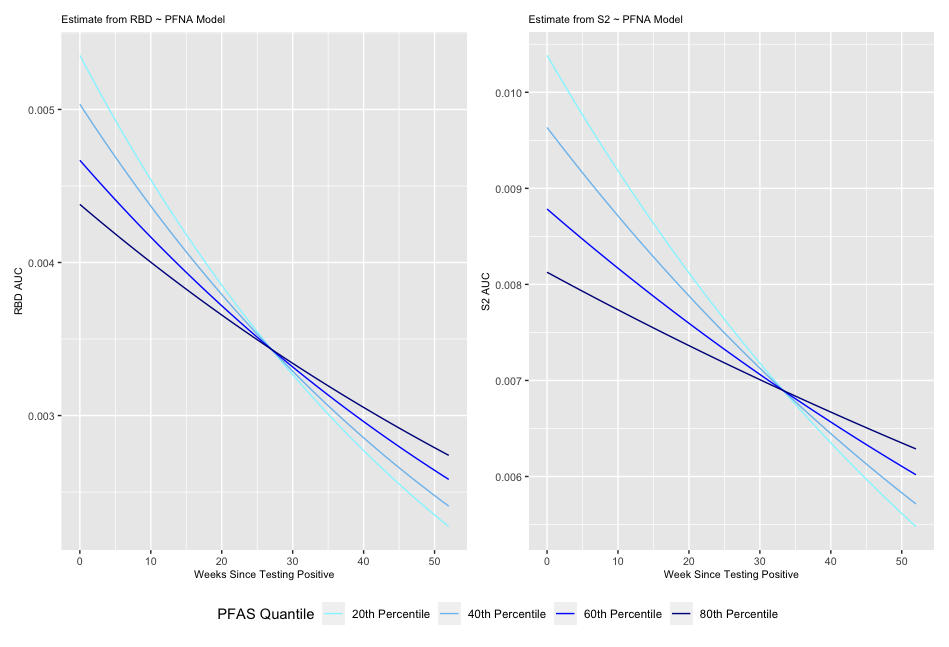 Estimate from RBD ~ PFNA Model
RBD AUC
0.005
0.004
0.003
0 10 20 30 40 50
Weeks Since Testing Positive
Estimate from S2 ~ PFNA Model
S2 AUC
0.010
0.009
0.008
0.007
0.006
0 10 20 30 40 50
Week Since Testing Positive
PFAS Quantile 20th Percentile 40th Percentile 60th Percentile 80th Percentile